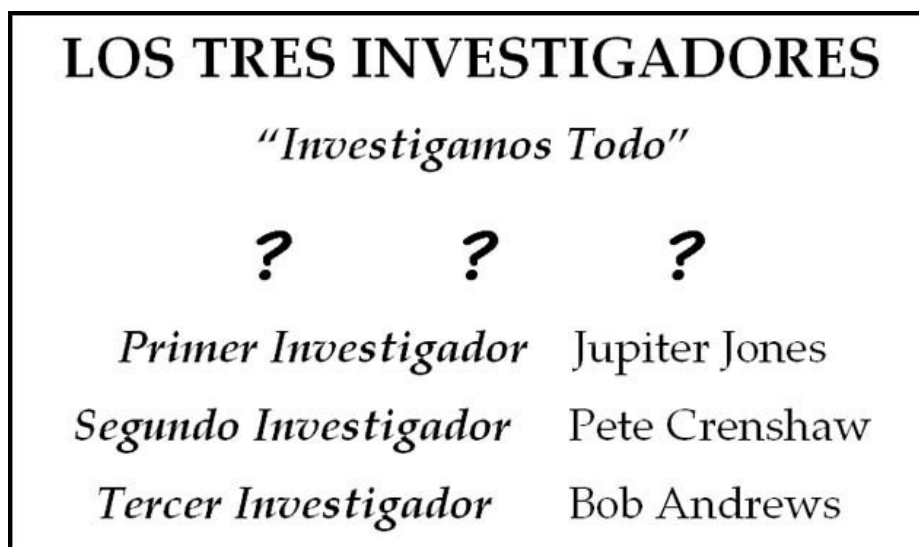 LOS TRES INVESTIGADORES
“Investigamos Todo”
? ? ?
Primer Investigador Jupiter Jones
Segundo Investigador Pete Crenshaw
Tercer Investigador Bob Andrews